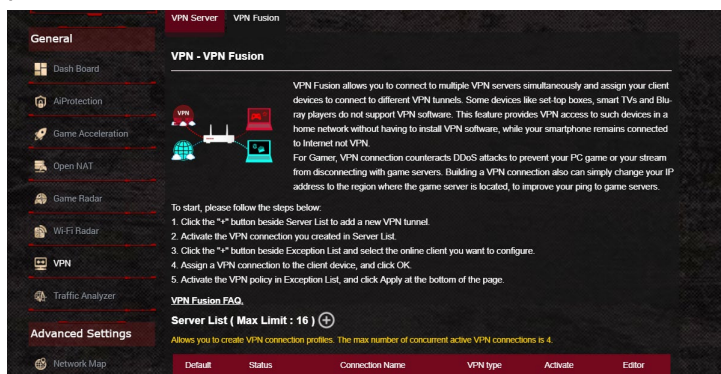 VPN Server
VPN Fusion
General
Dash Board
AiProtection
Game Acceleration
Open NAT
Game Radar
Wi-Fi Radar
VPN
Traffic Analyzer
Advanced Settings
Network Map
VPN - VPN Fusion
VPN
VPN Fusion allows you to connect to multiple VPN servers simultaneously and assign your client
devices to connect to different VPN tunnels. Some devices like set-top boxes, smart TVs and Blu-
ray players do not support VPN software. This feature provides VPN access to such devices in a
home network without having to install VPN software, while your smartphone remains connected
to Internet not VPN.
For Gamer, VPN connection counteracts DDoS attacks to prevent your PC game or your stream
from disconnecting with game servers. Building a VPN connection also can simply change your IP
address to the region where the game server is located, to improve your ping to game servers.
To start, please follow the steps below:
1. Click the "+" button beside Server List to add a new VPN tunnel.
2. Activate the VPN connection you created in Server List.
3. Click the "+" button beside Exception List and select the online client you want to configure.
4. Assign a VPN connection to the client device, and click OK.
5. Activate the VPN policy in Exception List, and click Apply at the bottom of the page.
VPN Fusion FAQ.
Server List ( Max Limit : 16 )
Allows you to create VPN connection profiles. The max number of concurrent active VPN connections is 4.
Default Status Connection Name VPN type Activate Editor